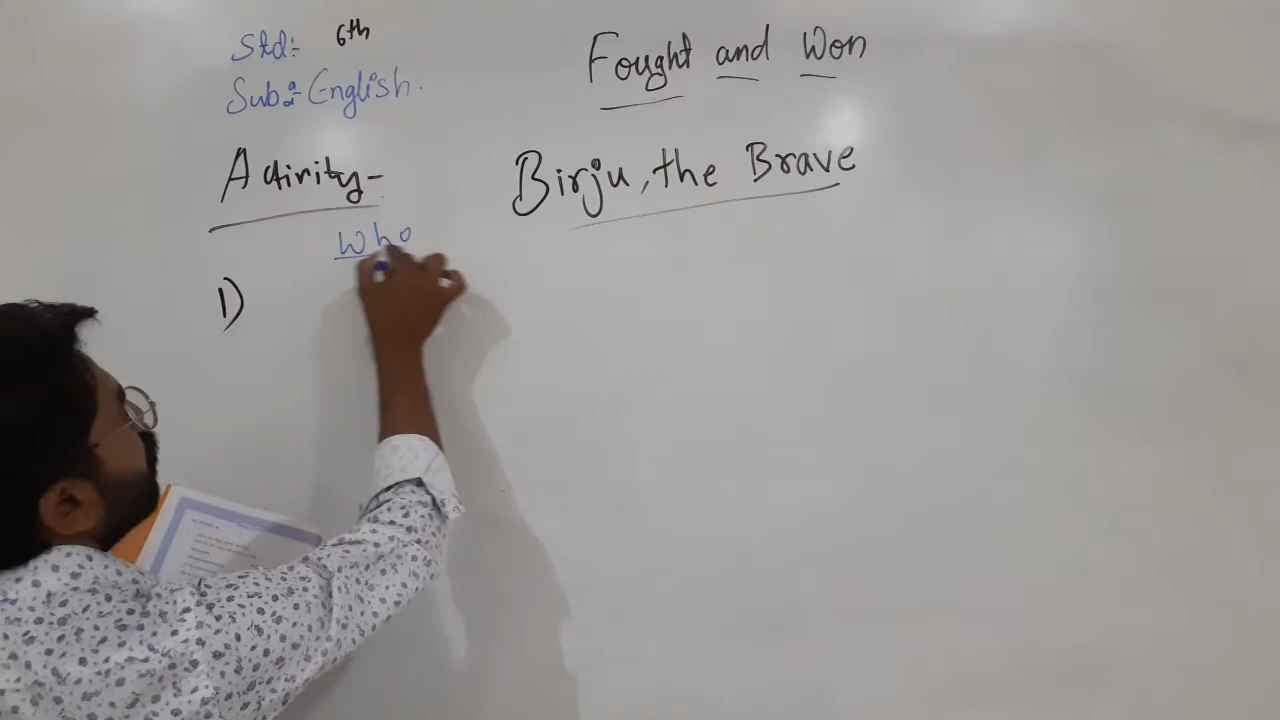 Std:- 6th
Sub:- English.
Fought and Won
Activity-
Birju, the Brave
Who
1)